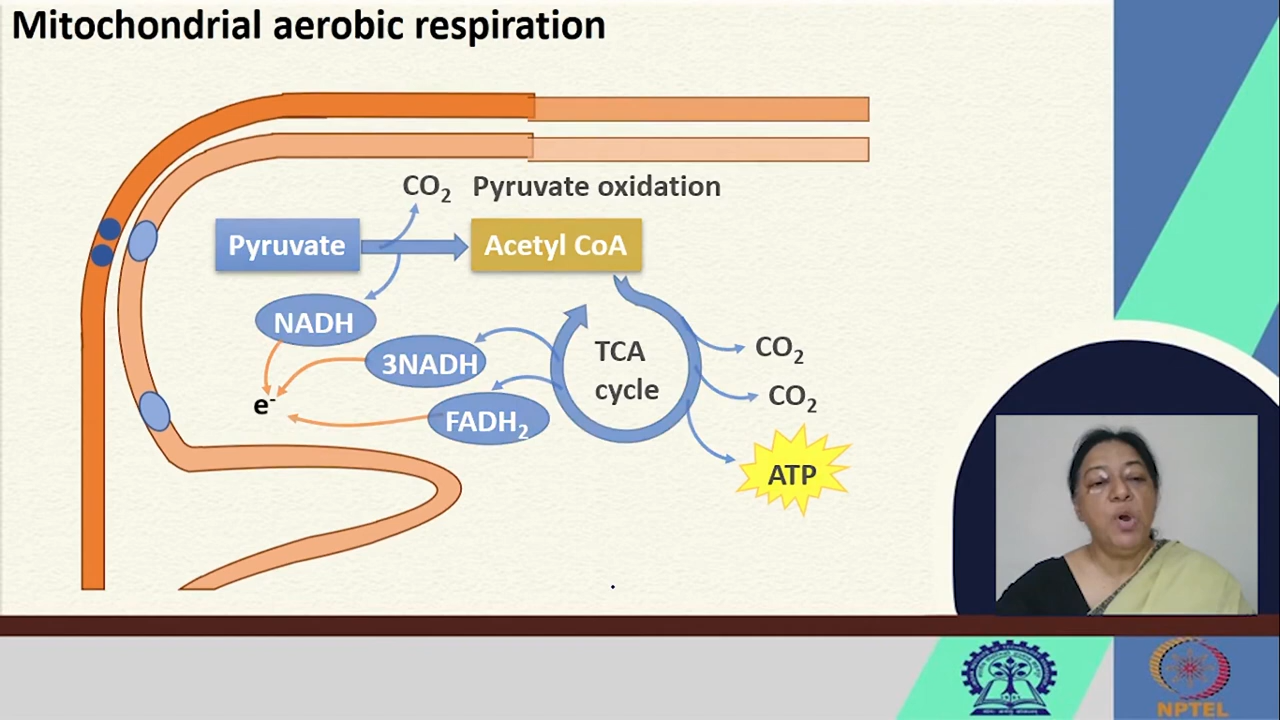 Mitochondrial aerobic respiration
CO₂ Pyruvate oxidation
Pyruvate
Acetyl CoA
NADH
3NADH
TCA
cycle
CO₂
e⁻
CO₂
FADH₂
ATP
NPTEL